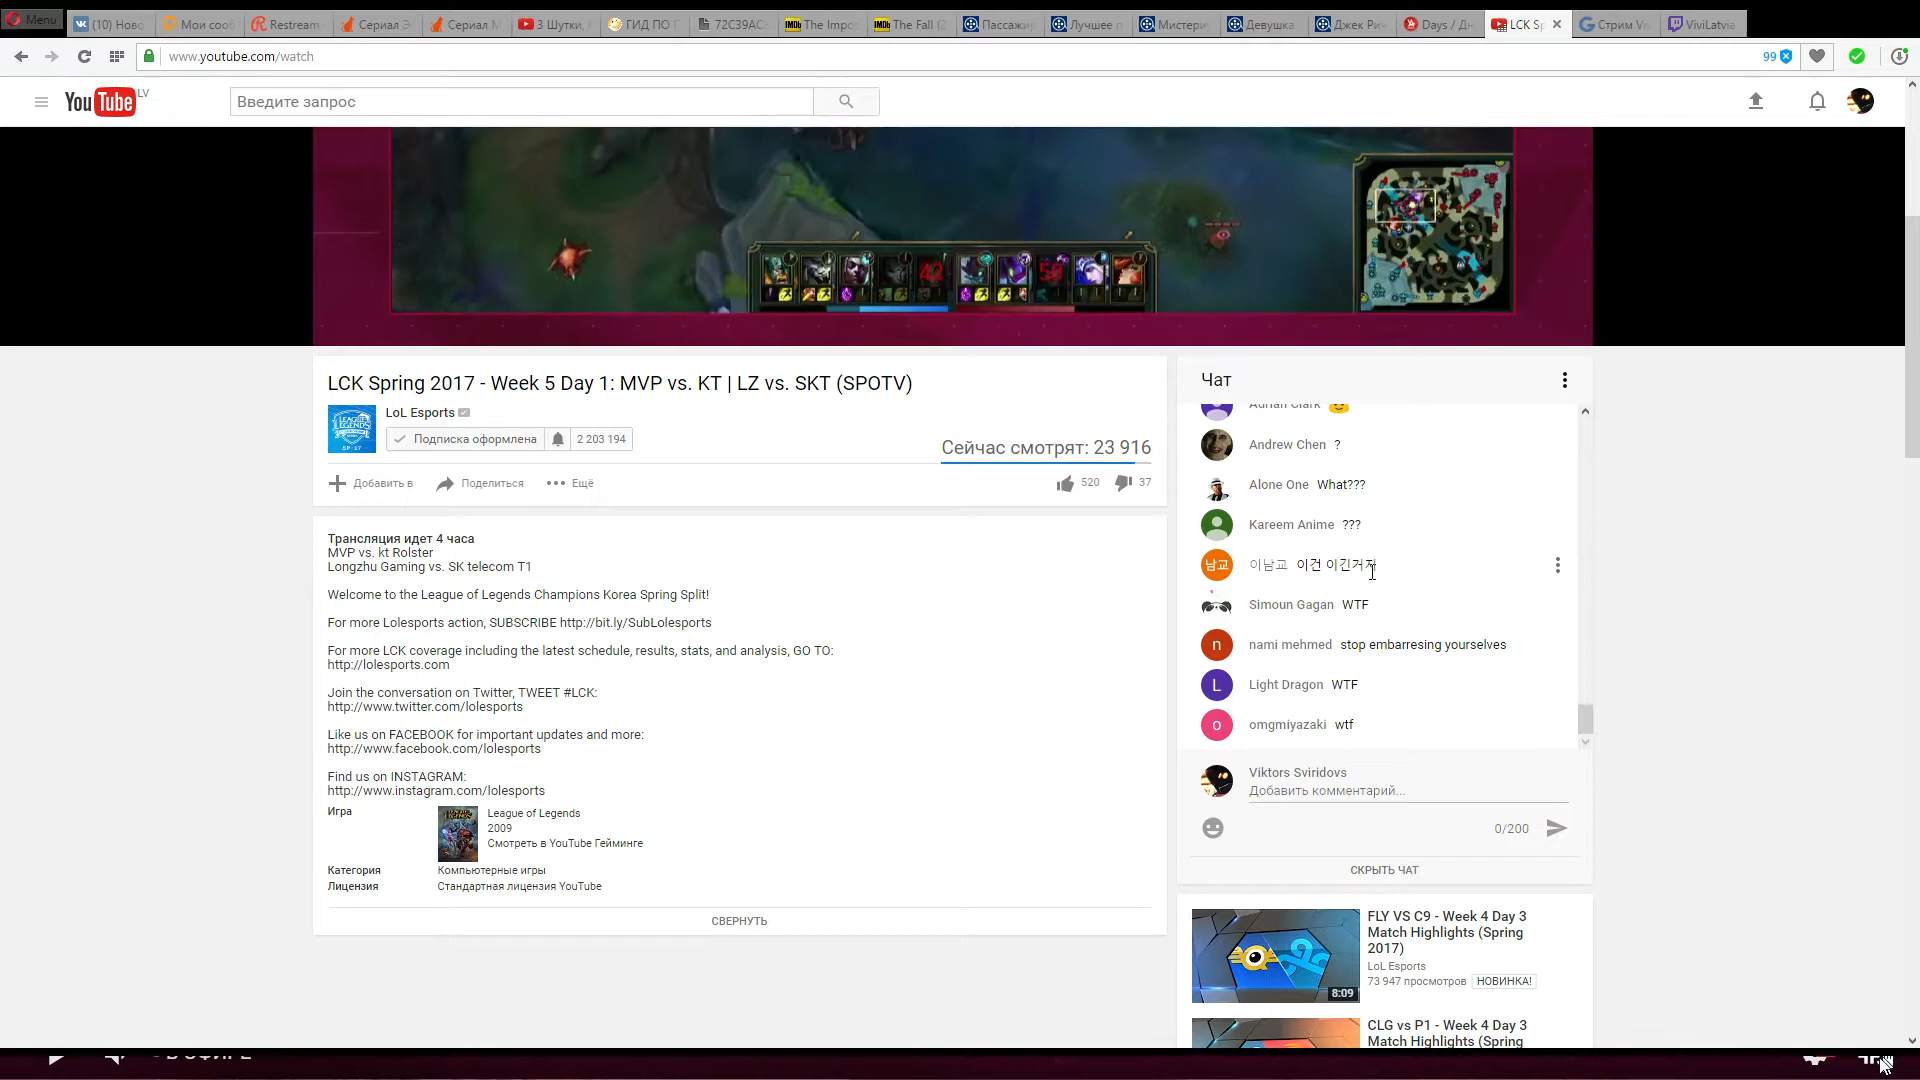 Menu
(10) Ново
Мои сооб
Restream
Сериал Э
Сериал М
3 Шутки,
ГИД ПО Г
72C39AC
The Impos
The Fall (2
Пассажир
Лучшее п
Мистери
Девушка
Джек Рич
Days / Дн
LCK Sp
Стрим Vi
ViviLatvia
www.youtube.com/watch
99
YouTube LV
Введите запрос
42
58
LCK Spring 2017 - Week 5 Day 1: MVP vs. KT | LZ vs. SKT (SPOTV)
LoL Esports
Подписка оформлена
2 203 194
Сейчас смотрят: 23 916
Добавить в
Поделиться
Ещё
520
37
Трансляция идет 4 часа
MVP vs. kt Rolster
Longzhu Gaming vs. SK telecom T1
Welcome to the League of Legends Champions Korea Spring Split!
For more Lolesports action, SUBSCRIBE http://bit.ly/SubLolesports
For more LCK coverage including the latest schedule, results, stats, and analysis, GO TO:
http://lolesports.com
Join the conversation on Twitter, TWEET #LCK:
http://www.twitter.com/lolesports
Like us on FACEBOOK for important updates and more:
http://www.facebook.com/lolesports
Find us on INSTAGRAM:
http://www.instagram.com/lolesports
Игра
League of Legends
2009
Смотреть в YouTube Гейминге
Категория
Компьютерные игры
Лицензия
Стандартная лицензия YouTube
СВЕРНУТЬ
Чат
Adrian Clark
Andrew Chen ?
Alone One What???
Kareem Anime ???
남교 이남교 이건 이긴거지
Simoun Gagan WTF
n nami mehmed stop embarresing yourselves
L Light Dragon WTF
o omgmiyazaki wtf
Viktors Sviridovs
Добавить комментарий...
0/200
СКРЫТЬ ЧАТ
FLY VS C9 - Week 4 Day 3
Match Highlights (Spring
2017)
LoL Esports
73 947 просмотров
НОВИНКА!
8:09
CLG vs P1 - Week 4 Day 3
Match Highlights (Spring